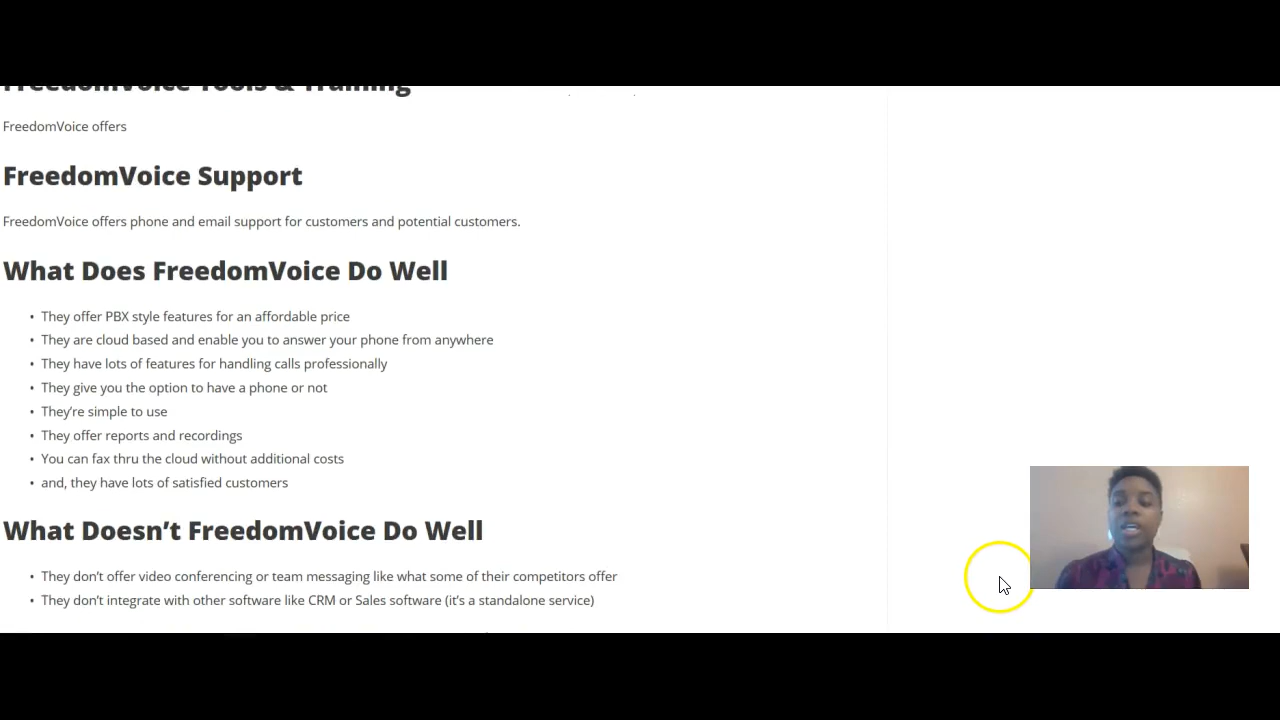 FreedomVoice Tools & Training
FreedomVoice offers
FreedomVoice Support
FreedomVoice offers phone and email support for customers and potential customers.
What Does FreedomVoice Do Well
• They offer PBX style features for an affordable price
• They are cloud based and enable you to answer your phone from anywhere
• They have lots of features for handling calls professionally
• They give you the option to have a phone or not
• They’re simple to use
• They offer reports and recordings
• You can fax thru the cloud without additional costs
• and, they have lots of satisfied customers
What Doesn’t FreedomVoice Do Well
• They don’t offer video conferencing or team messaging like what some of their competitors offer
• They don’t integrate with other software like CRM or Sales software (it’s a standalone service)